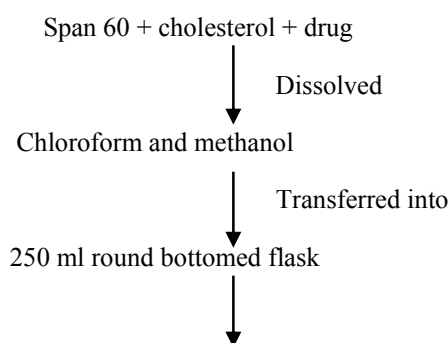 Span 60 + cholesterol + drug
Dissolved
Chloroform and methanol
Transferred into
250 ml round bottomed flask